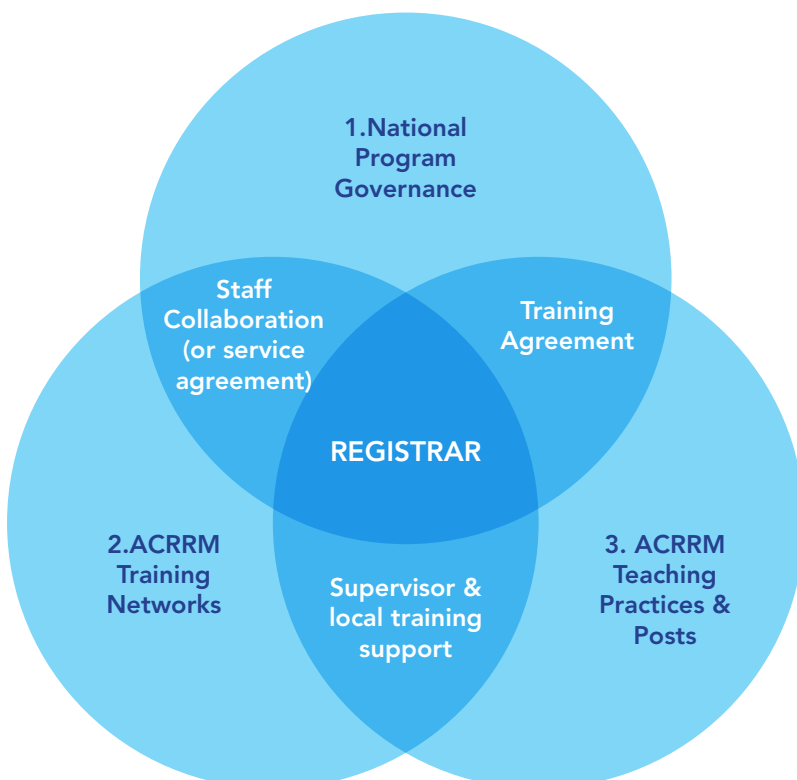 1.National
Program
Governance
Staff
Collaboration
(or service
agreement)
Training
Agreement
REGISTRAR
2.ACRRM
Training
Networks
Supervisor &
local training
support
3. ACRRM
Teaching
Practices &
Posts